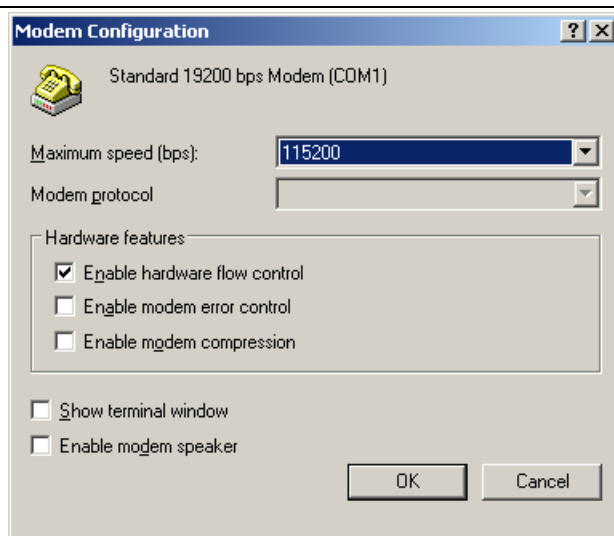 Modem Configuration
Standard 19200 bps Modem (COM1)
Maximum speed (bps): 115200
Modem protocol
Hardware features
Enable hardware flow control
Enable modem error control
Enable modem compression
Show terminal window
Enable modem speaker
OK Cancel